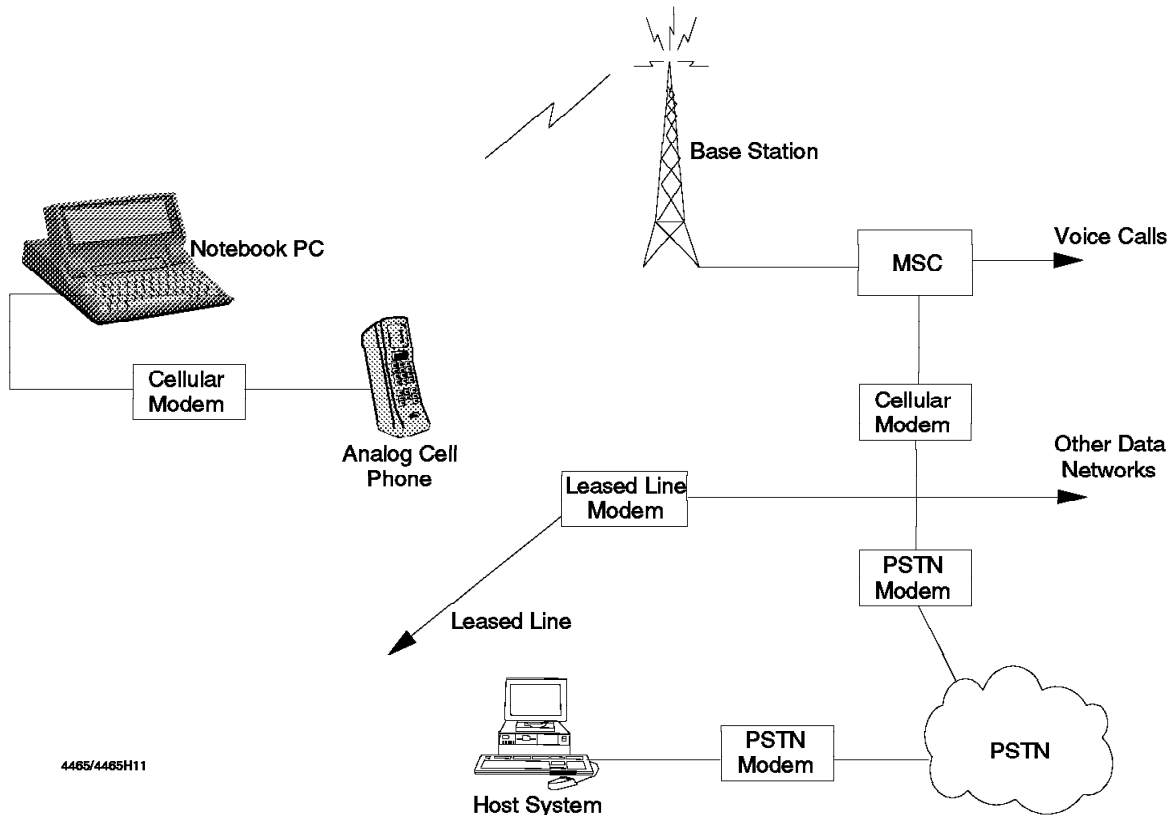 Base Station
Notebook PC
Voice Calls
MSC
Cellular
Modem
Cellular
Modem
Analog Cell
Phone
Other Data
Networks
Leased Line
Modem
PSTN
Modem
Leased Line
PSTN
Modem
PSTN
4465/4465H11
Host System